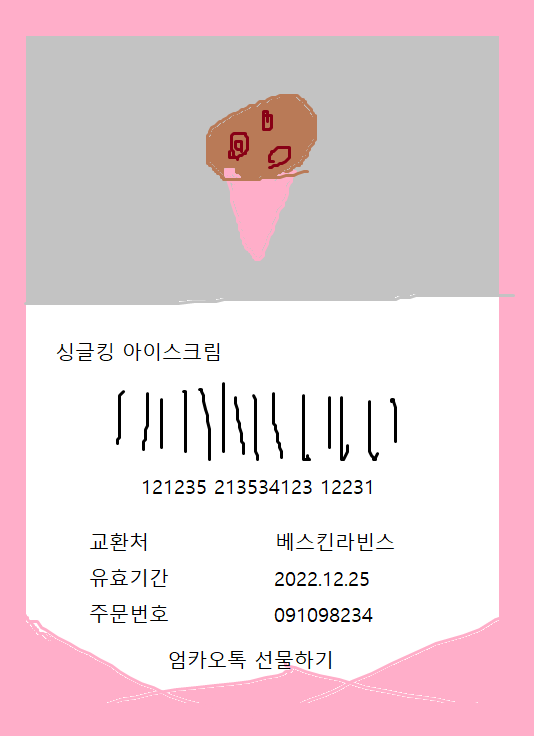 싱글킹 아이스크림
121235 213534123 12231
교환처 베스킨라빈스
유효기간 2022.12.25
주문번호 091098234
엄카오톡 선물하기